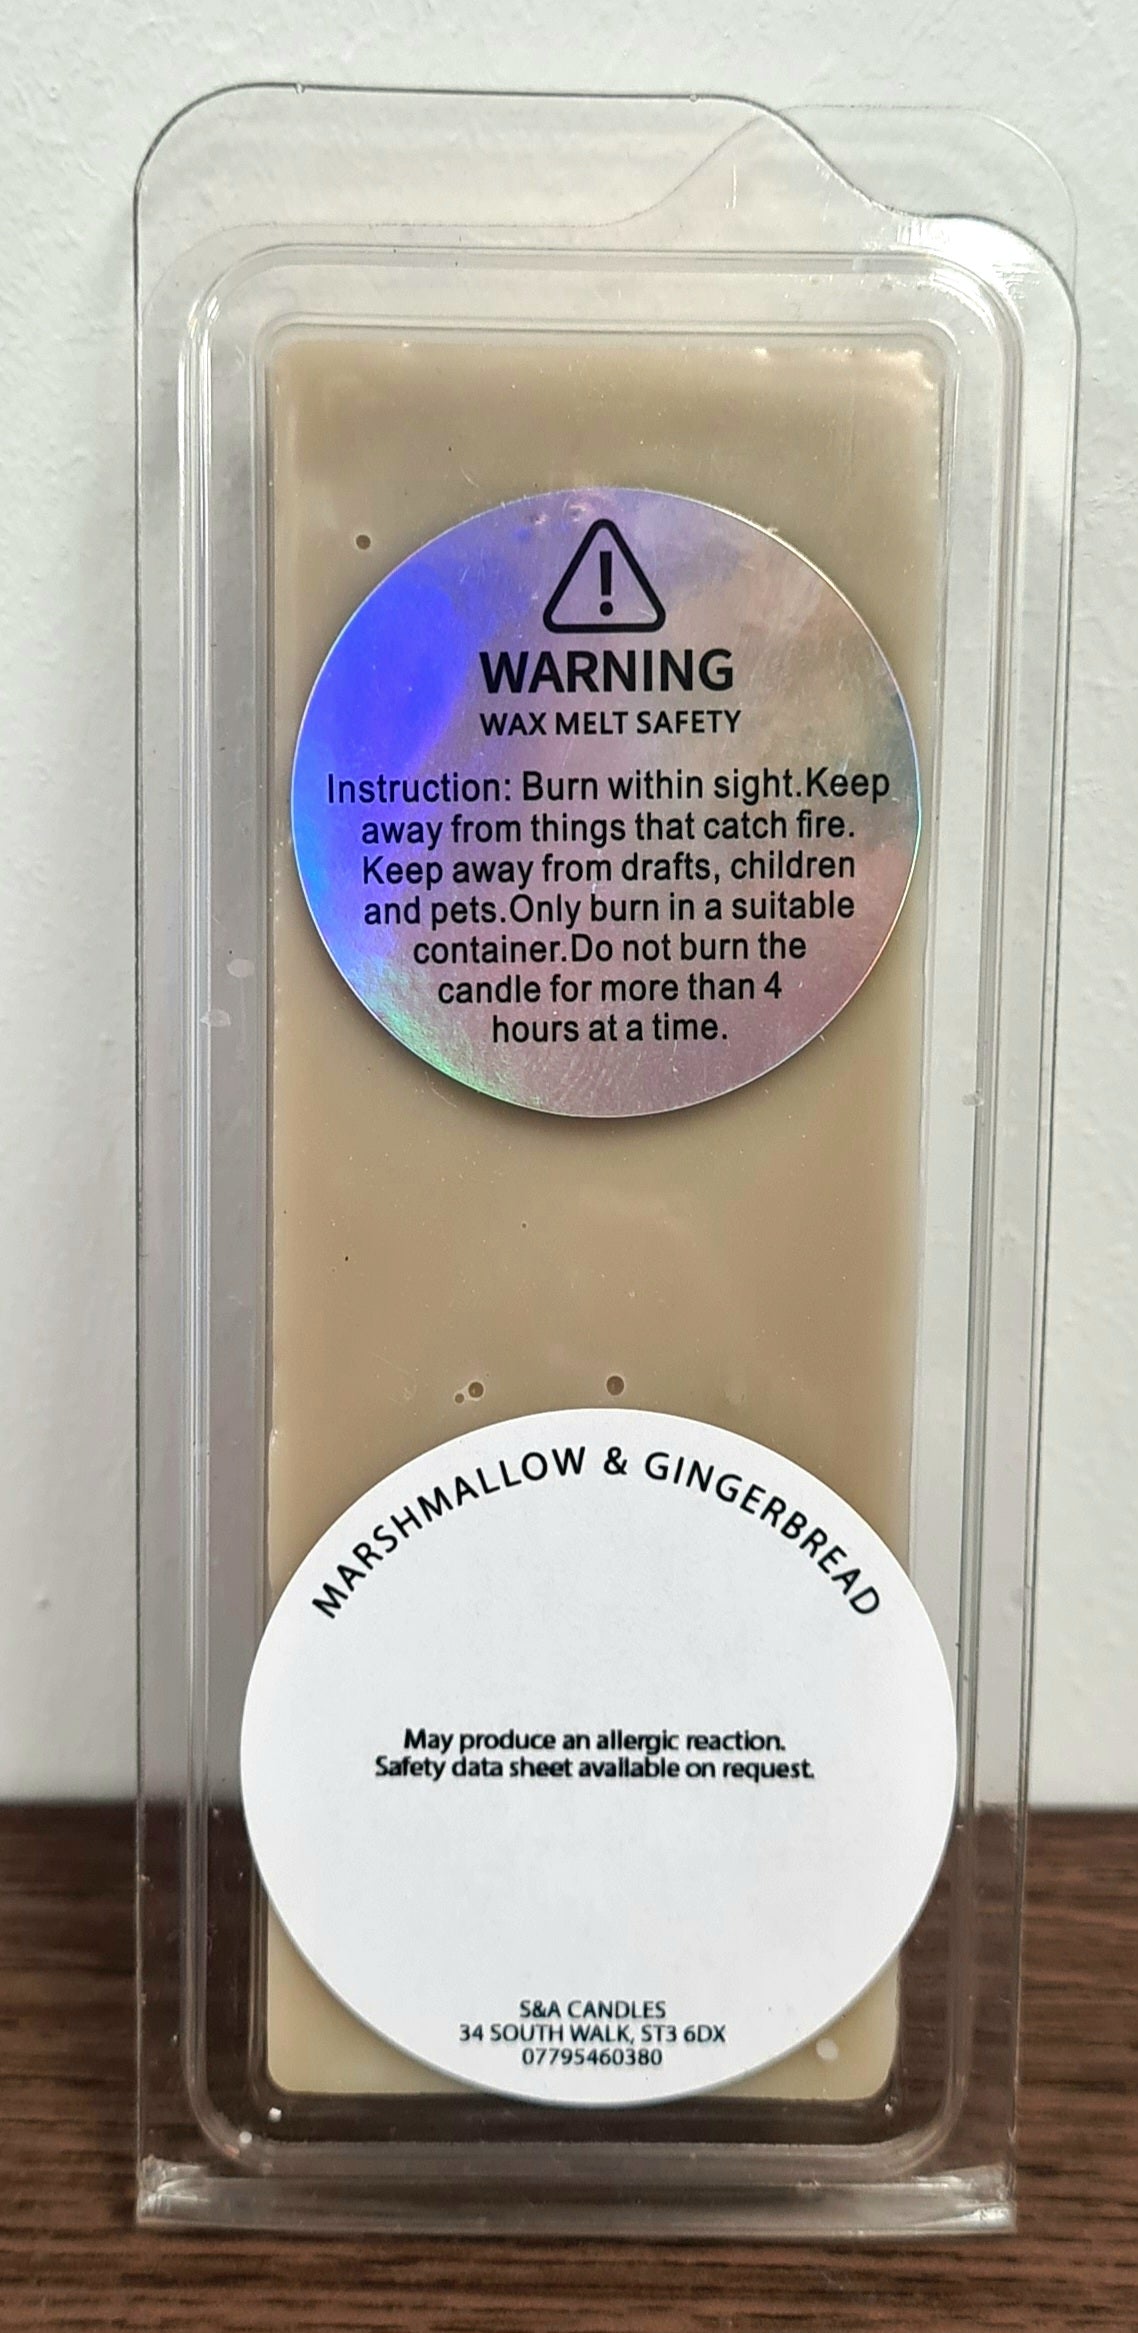 !
WARNING
WAX MELT SAFETY
Instruction: Burn within sight.Keep
away from things that catch fire.
Keep away from drafts, children
and pets.Only burn in a suitable
container.Do not burn the
candle for more than 4
hours at a time.
MARSHMALLOW & GINGERBREAD
May produce an allergic reaction.
Safety data sheet available on request.
S&A CANDLES
34 SOUTH WALK, ST3 6DX
07795460380